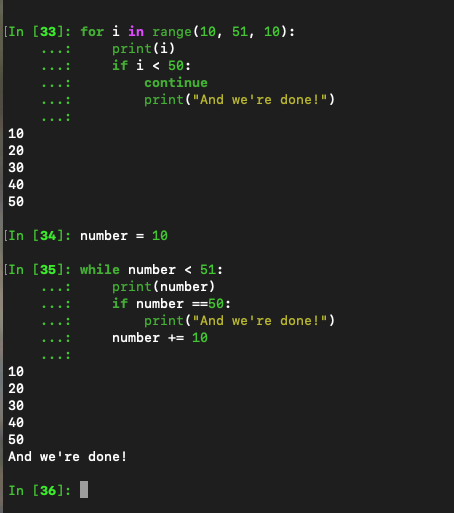 [In [33]: for i in range(10, 51, 10):
...: print(i)
...: if i < 50:
...: continue
...: print("And we're done!")
...:
10
20
30
40
50
[In [34]: number = 10
[In [35]: while number < 51:
...: print(number)
...: if number ==50:
...: print("And we're done!")
...: number += 10
...:
10
20
30
40
50
And we're done!
In [36]: